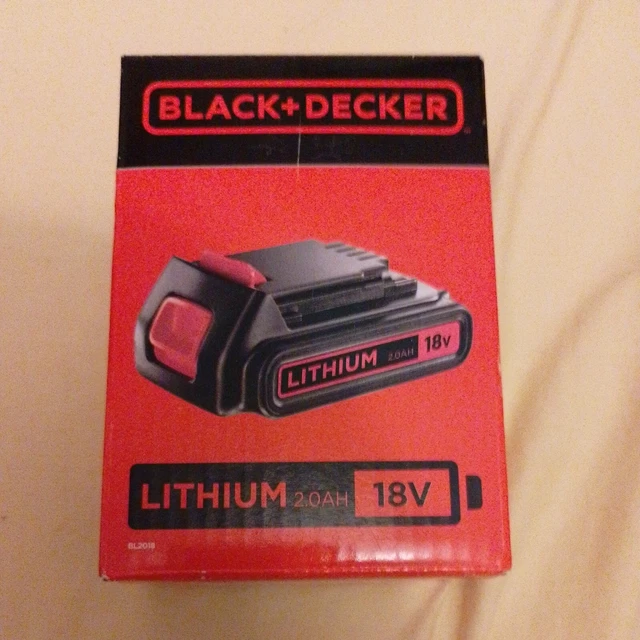 BLACK+DECKER
LITHIUM 2.0AH 18V
LITHIUM 2.0AH 18V
BL2018